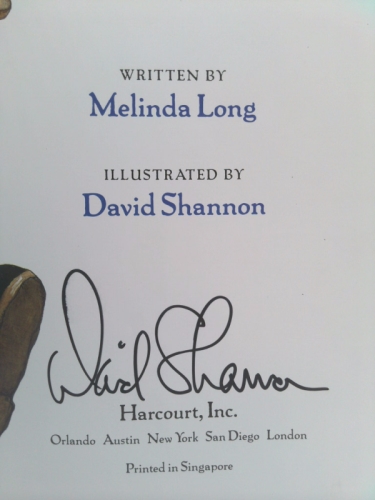 WRITTEN BY
Melinda Long
ILLUSTRATED BY
David Shannon
David Shannon
Harcourt, Inc.
Orlando Austin New York San Diego London
Printed in Singapore